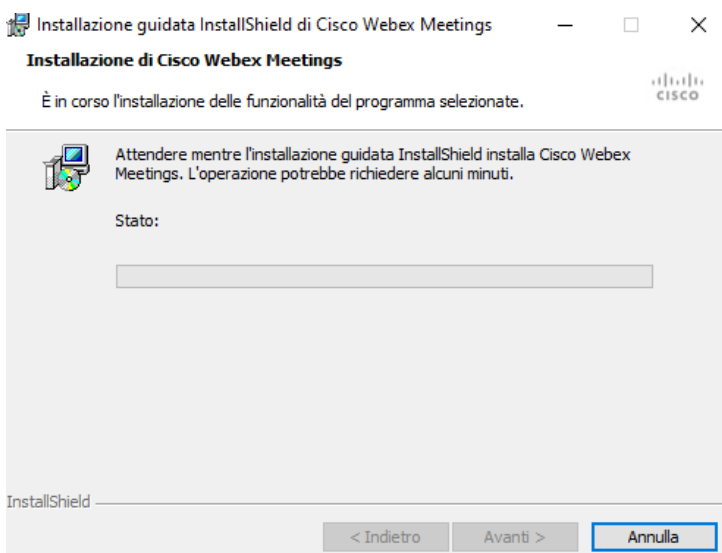 Installazione guidata InstallShield di Cisco Webex Meetings
Installazione di Cisco Webex Meetings
È in corso l'installazione delle funzionalità del programma selezionate.
CISCO
Attendere mentre l'installazione guidata InstallShield installa Cisco Webex
Meetings. L'operazione potrebbe richiedere alcuni minuti.
Stato:
InstallShield
< Indietro
Avanti >
Annulla